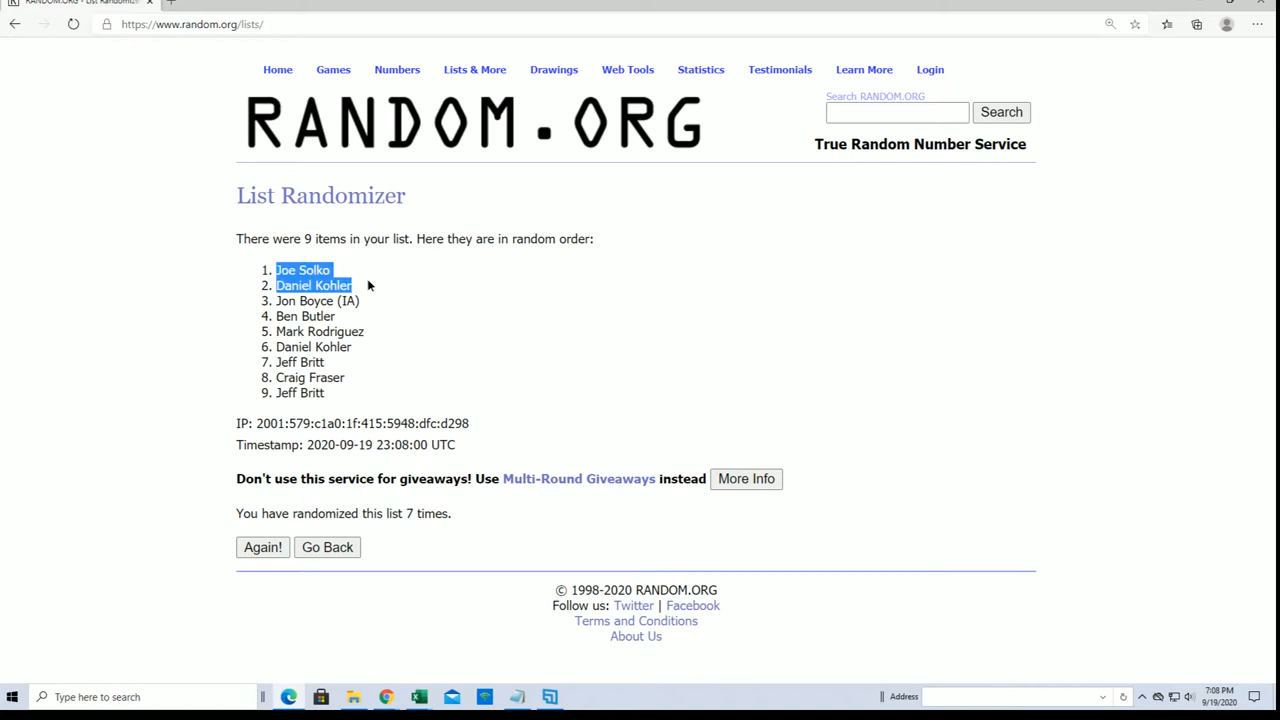 RANDOM.ORG - List Randomiz
https://www.random.org/lists/
Home Games Numbers Lists & More Drawings Web Tools Statistics Testimonials Learn More Login
RANDOM.ORG
Search RANDOM.ORG
Search
True Random Number Service
List Randomizer
There were 9 items in your list. Here they are in random order:
1. Joe Solko
2. Daniel Kohler
3. Jon Boyce (IA)
4. Ben Butler
5. Mark Rodriguez
6. Daniel Kohler
7. Jeff Britt
8. Craig Fraser
9. Jeff Britt
IP: 2001:579:c1a0:1f:415:5948:dfc:d298
Timestamp: 2020-09-19 23:08:00 UTC
Don't use this service for giveaways! Use Multi-Round Giveaways instead More Info
You have randomized this list 7 times.
Again! Go Back
© 1998-2020 RANDOM.ORG
Follow us: Twitter | Facebook
Terms and Conditions
About Us
Type here to search
Address
7:08 PM
9/19/2020